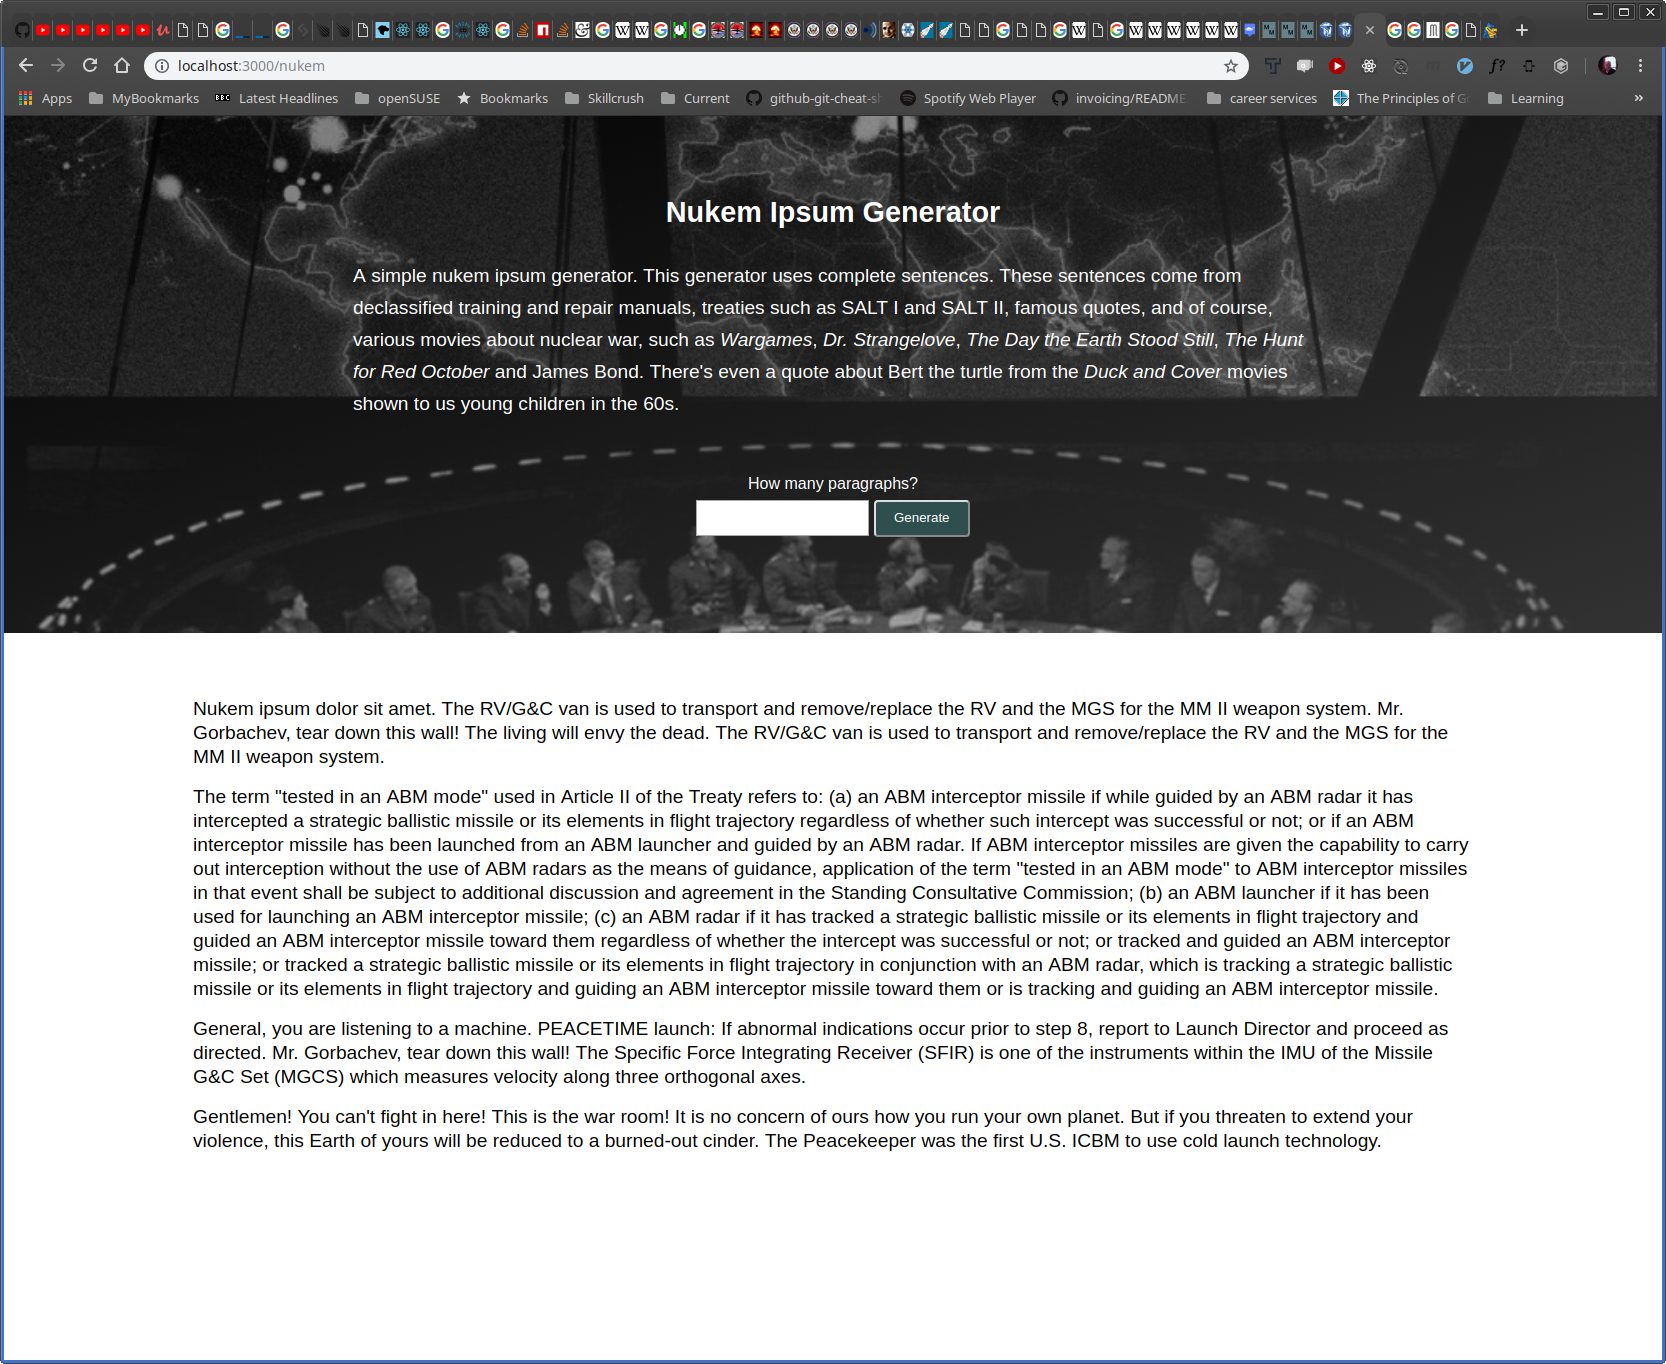 localhost:3000/nukem
Apps MyBookmarks BBC Latest Headlines openSUSE Bookmarks Skillcrush Current github-git-cheat-sh Spotify Web Player invoicing/README. career services The Principles of Ge Learning »
Nukem Ipsum Generator
A simple nukem ipsum generator. This generator uses complete sentences. These sentences come from
declassified training and repair manuals, treaties such as SALT I and SALT II, famous quotes, and of course,
various movies about nuclear war, such as Wargames, Dr. Strangelove, The Day the Earth Stood Still, The Hunt
for Red October and James Bond. There's even a quote about Bert the turtle from the Duck and Cover movies
shown to us young children in the 60s.
How many paragraphs?
Generate
Nukem ipsum dolor sit amet. The RV/G&C van is used to transport and remove/replace the RV and the MGS for the MM II weapon system. Mr.
Gorbachev, tear down this wall! The living will envy the dead. The RV/G&C van is used to transport and remove/replace the RV and the MGS for the
MM II weapon system.
The term "tested in an ABM mode" used in Article II of the Treaty refers to: (a) an ABM interceptor missile if while guided by an ABM radar it has
intercepted a strategic ballistic missile or its elements in flight trajectory regardless of whether such intercept was successful or not; or if an ABM
interceptor missile has been launched from an ABM launcher and guided by an ABM radar. If ABM interceptor missiles are given the capability to carry
out interception without the use of ABM radars as the means of guidance, application of the term "tested in an ABM mode" to ABM interceptor missiles
in that event shall be subject to additional discussion and agreement in the Standing Consultative Commission; (b) an ABM launcher if it has been
used for launching an ABM interceptor missile; (c) an ABM radar if it has tracked a strategic ballistic missile or its elements in flight trajectory and
guided an ABM interceptor missile toward them regardless of whether the intercept was successful or not; or tracked and guided an ABM interceptor
missile; or tracked a strategic ballistic missile or its elements in flight trajectory in conjunction with an ABM radar, which is tracking a strategic ballistic
missile or its elements in flight trajectory and guiding an ABM interceptor missile toward them or is tracking and guiding an ABM interceptor missile.
General, you are listening to a machine. PEACETIME launch: If abnormal indications occur prior to step 8, report to Launch Director and proceed as
directed. Mr. Gorbachev, tear down this wall! The Specific Force Integrating Receiver (SFIR) is one of the instruments within the IMU of the Missile
G&C Set (MGCS) which measures velocity along three orthogonal axes.
Gentlemen! You can't fight in here! This is the war room! It is no concern of ours how you run your own planet. But if you threaten to extend your
violence, this Earth of yours will be reduced to a burned-out cinder. The Peacekeeper was the first U.S. ICBM to use cold launch technology.